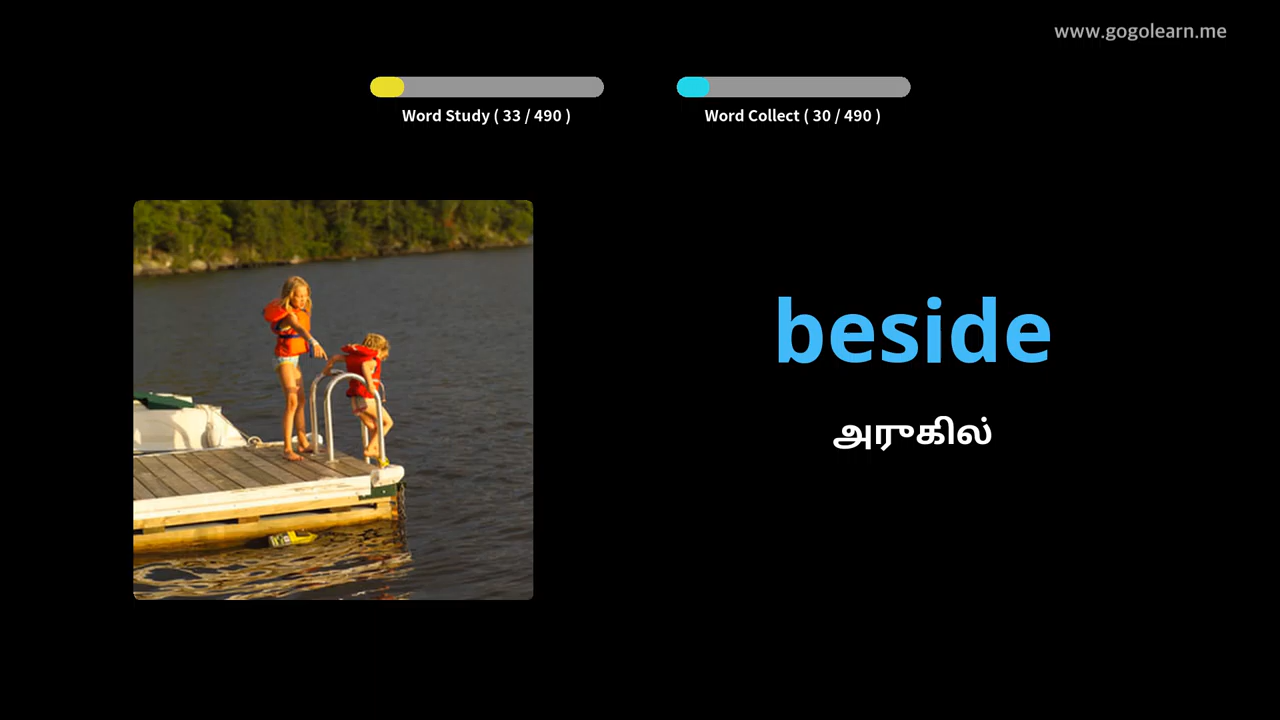 www.gogolearn.me
Word Study ( 33 / 490 )
Word Collect ( 30 / 490 )
beside
அருகில்